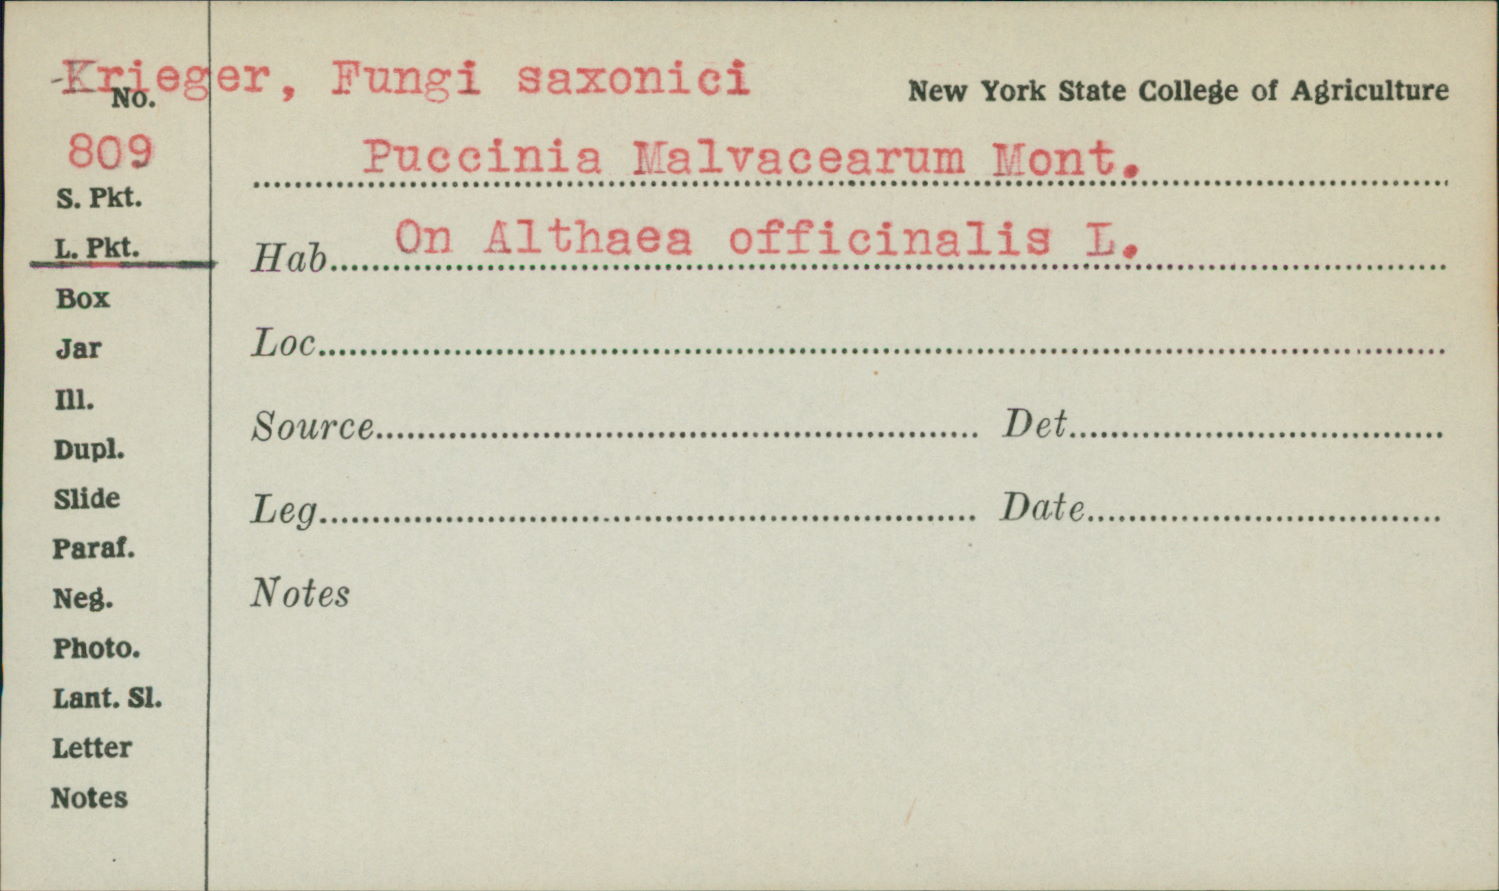 Krieger, Fungi saxonici
No.
New York State College of Agriculture
809
Puccinia Malvacearum Mont.
S. Pkt.
L. Pkt.
Hab. On Althaea officinalis L.
Box
Jar
Loc.
Ill.
Source Det.
Dupl.
Slide
Leg. Date
Paraf.
Neg.
Notes
Photo.
Lant. Sl.
Letter
Notes